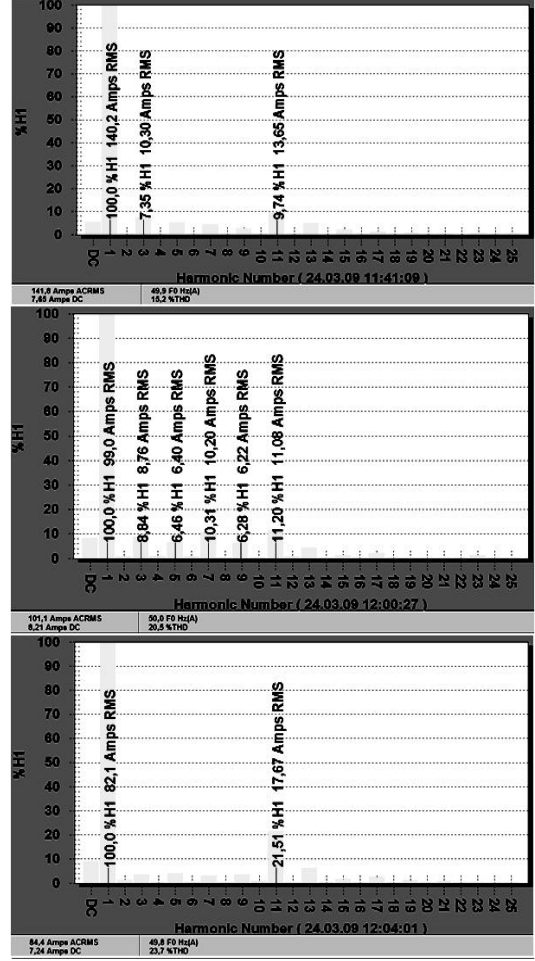 100
90
80
70
60
50
40
30
20
10
0
%H1
100,0 %H1 140,2 Amps RMS
7,35 %H1 10,30 Amps RMS
9,74 %H1 13,65 Amps RMS
DC 1 2 3 4 5 6 7 8 9 10 11 12 13 14 15 16 17 18 19 20 21 22 23 24 25
Harmonic Number ( 24.03.09 11:41:09 )
141,8 Amps ACRMS 49,9 F0 Hz(A)
7,65 Amps DC 15,2 %THD
100
90
80
70
60
50
40
30
20
10
0
%H1
100,0 %H1 99,0 Amps RMS
8,84 %H1 8,76 Amps RMS
6,46 %H1 6,40 Amps RMS
10,31 %H1 10,20 Amps RMS
6,28 %H1 6,22 Amps RMS
11,20 %H1 11,08 Amps RMS
DC 1 2 3 4 5 6 7 8 9 10 11 12 13 14 15 16 17 18 19 20 21 22 23 24 25
Harmonic Number ( 24.03.09 12:00:27 )
101,1 Amps ACRMS 50,0 F0 Hz(A)
8,21 Amps DC 20,5 %THD
100
90
80
70
60
50
40
30
20
10
0
%H1
100,0 %H1 82,1 Amps RMS
21,51 %H1 17,67 Amps RMS
DC 1 2 3 4 5 6 7 8 9 10 11 12 13 14 15 16 17 18 19 20 21 22 23 24 25
Harmonic Number ( 24.03.09 12:04:01 )
84,4 Amps ACRMS 49,8 F0 Hz(A)
7,24 Amps DC 23,7 %THD